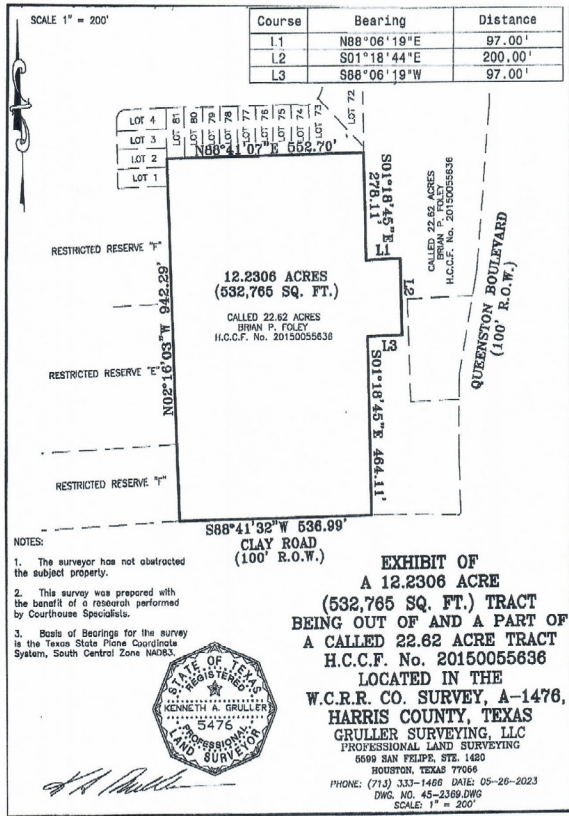 SCALE 1" = 200'
Course Bearing Distance
L1 N88°06'19"E 97.00'
L2 S01°18'44"E 200.00'
L3 S88°06'19"W 97.00'
LOT 4
LOT 3
LOT 2
LOT 1
LOT 81
LOT 80
LOT 79
LOT 78
LOT 77
LOT 76
LOT 75
LOT 74
LOT 73
LOT 72
N88°41'07"E 552.70'
S01°18'45"E
278.11'
L1
L2
L3
CALLED 22.62 ACRES
BRIAN P. FOLEY
H.C.C.F. No. 20150055636
QUEENSTON BOULEVARD
(100' R.O.W.)
RESTRICTED RESERVE "F"
RESTRICTED RESERVE "E"
RESTRICTED RESERVE
N02°16'03"W 942.29'
12.2306 ACRES
(532,765 SQ. FT.)
CALLED 22.62 ACRES
BRIAN P. FOLEY
H.C.C.F. No. 20150055636
S01°18'45"E 464.11'
S88°41'32"W 536.99'
CLAY ROAD
(100' R.O.W.)
NOTES:
1. The surveyor has not abstracted
the subject property.
2. This survey was prepared with
the benefit of a research performed
by Courthouse Specialists.
3. Basis of Bearings for the survey
is the Texas State Plane Coordinate
System, South Central Zone NAD83.
STATE OF TEXAS
REGISTERED
KENNETH A. GRULLER
5476
PROFESSIONAL
LAND SURVEYOR
EXHIBIT OF
A 12.2306 ACRE
(532,765 SQ. FT.) TRACT
BEING OUT OF AND A PART OF
A CALLED 22.62 ACRE TRACT
H.C.C.F. No. 20150055636
LOCATED IN THE
W.C.R.R. CO. SURVEY, A-1476,
HARRIS COUNTY, TEXAS
GRULLER SURVEYING, LLC
PROFESSIONAL LAND SURVEYING
5599 SAN FELIPE, STE. 1420
HOUSTON, TEXAS 77056
PHONE: (713) 333-1466 DATE: 05-26-2023
DWG. NO. 45-2369.DWG
SCALE: 1" = 200'